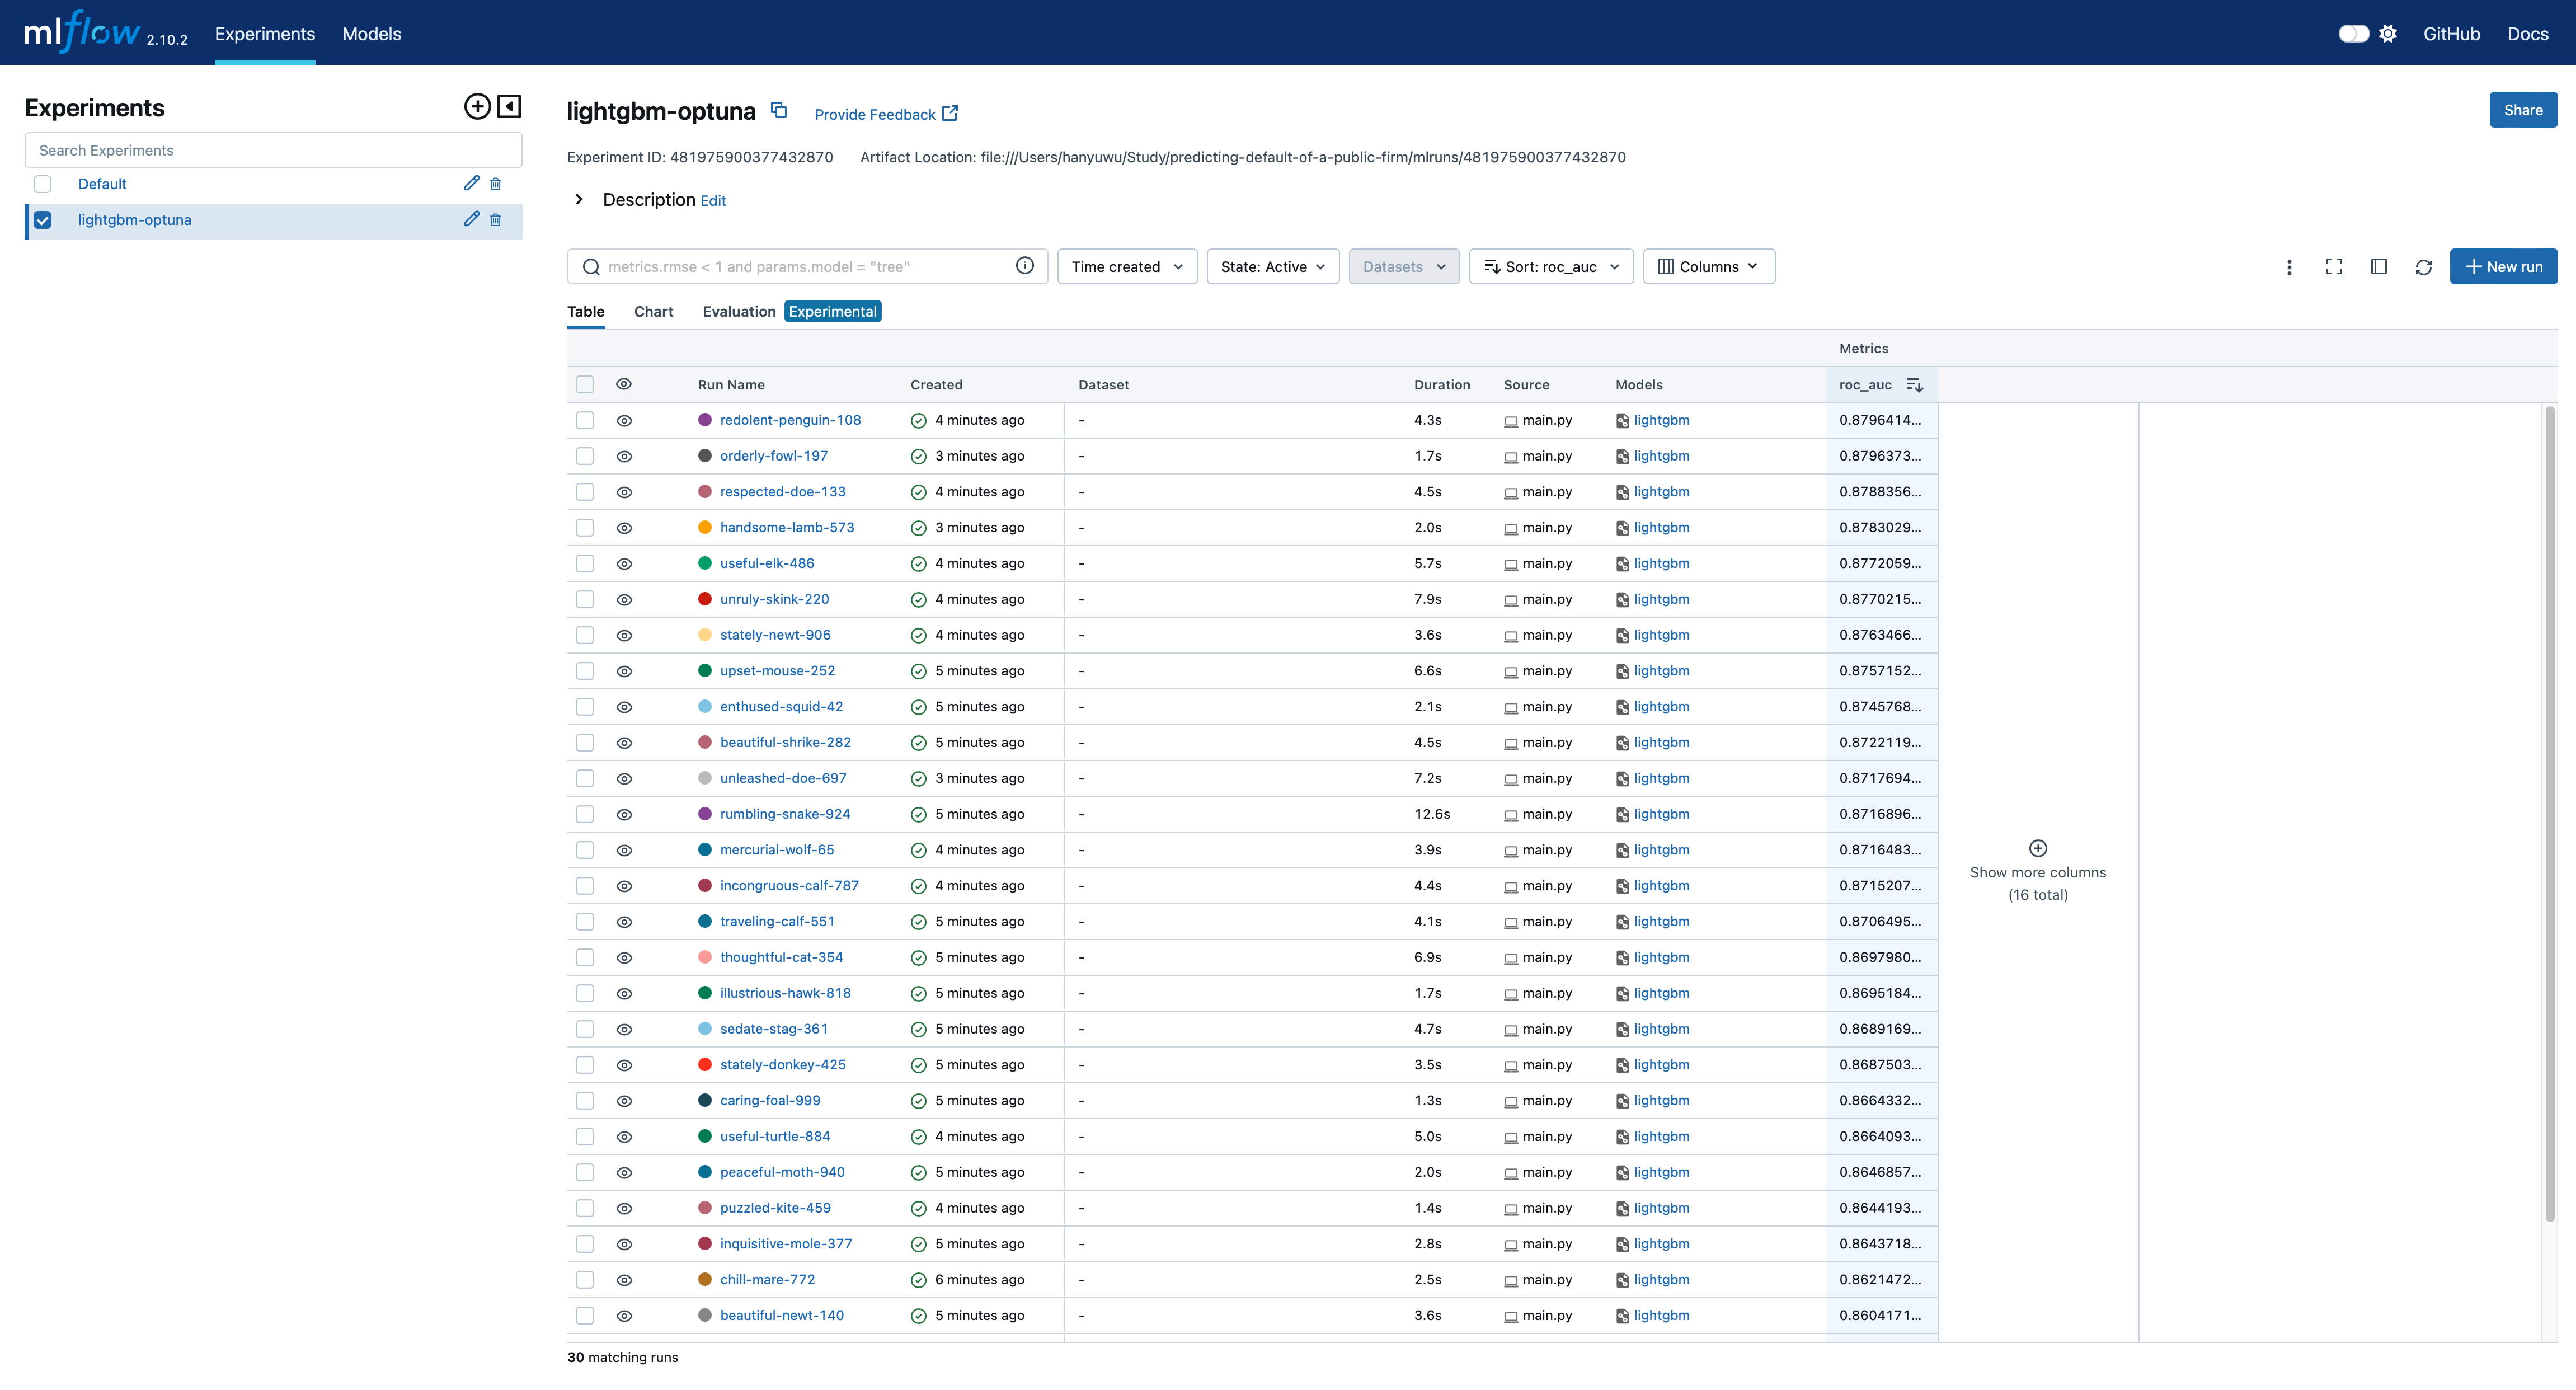 mlflow 2.10.2 Experiments Models GitHub Docs
Experiments
Search Experiments
Default
lightgbm-optuna
lightgbm-optuna Provide Feedback Share
Experiment ID: 481975900377432870 Artifact Location: file:///Users/hanyuwu/Study/predicting-default-of-a-public-firm/mlruns/481975900377432870
Description Edit
metrics.rmse < 1 and params.model = "tree" Time created State: Active Datasets Sort: roc_auc Columns New run
Table Chart Evaluation Experimental
Metrics
Run Name Created Dataset Duration Source Models roc_auc
redolent-penguin-108 4 minutes ago - 4.3s main.py lightgbm 0.8796414...
orderly-fowl-197 3 minutes ago - 1.7s main.py lightgbm 0.8796373...
respected-doe-133 4 minutes ago - 4.5s main.py lightgbm 0.8788356...
handsome-lamb-573 3 minutes ago - 2.0s main.py lightgbm 0.8783029...
useful-elk-486 4 minutes ago - 5.7s main.py lightgbm 0.8772059...
unruly-skink-220 4 minutes ago - 7.9s main.py lightgbm 0.8770215...
stately-newt-906 4 minutes ago - 3.6s main.py lightgbm 0.8763466...
upset-mouse-252 5 minutes ago - 6.6s main.py lightgbm 0.8757152...
enthused-squid-42 5 minutes ago - 2.1s main.py lightgbm 0.8745768...
beautiful-shrike-282 5 minutes ago - 4.5s main.py lightgbm 0.8722119...
unleashed-doe-697 3 minutes ago - 7.2s main.py lightgbm 0.8717694...
rumbling-snake-924 5 minutes ago - 12.6s main.py lightgbm 0.8716896...
mercurial-wolf-65 4 minutes ago - 3.9s main.py lightgbm 0.8716483...
incongruous-calf-787 4 minutes ago - 4.4s main.py lightgbm 0.8715207...
traveling-calf-551 5 minutes ago - 4.1s main.py lightgbm 0.8706495...
thoughtful-cat-354 5 minutes ago - 6.9s main.py lightgbm 0.8697980...
illustrious-hawk-818 5 minutes ago - 1.7s main.py lightgbm 0.8695184...
sedate-stag-361 5 minutes ago - 4.7s main.py lightgbm 0.8689169...
stately-donkey-425 5 minutes ago - 3.5s main.py lightgbm 0.8687503...
caring-foal-999 5 minutes ago - 1.3s main.py lightgbm 0.8664332...
useful-turtle-884 4 minutes ago - 5.0s main.py lightgbm 0.8664093...
peaceful-moth-940 5 minutes ago - 2.0s main.py lightgbm 0.8646857...
puzzled-kite-459 4 minutes ago - 1.4s main.py lightgbm 0.8644193...
inquisitive-mole-377 5 minutes ago - 2.8s main.py lightgbm 0.8643718...
chill-mare-772 6 minutes ago - 2.5s main.py lightgbm 0.8621472...
beautiful-newt-140 5 minutes ago - 3.6s main.py lightgbm 0.8604171...
Show more columns
(16 total)
30 matching runs